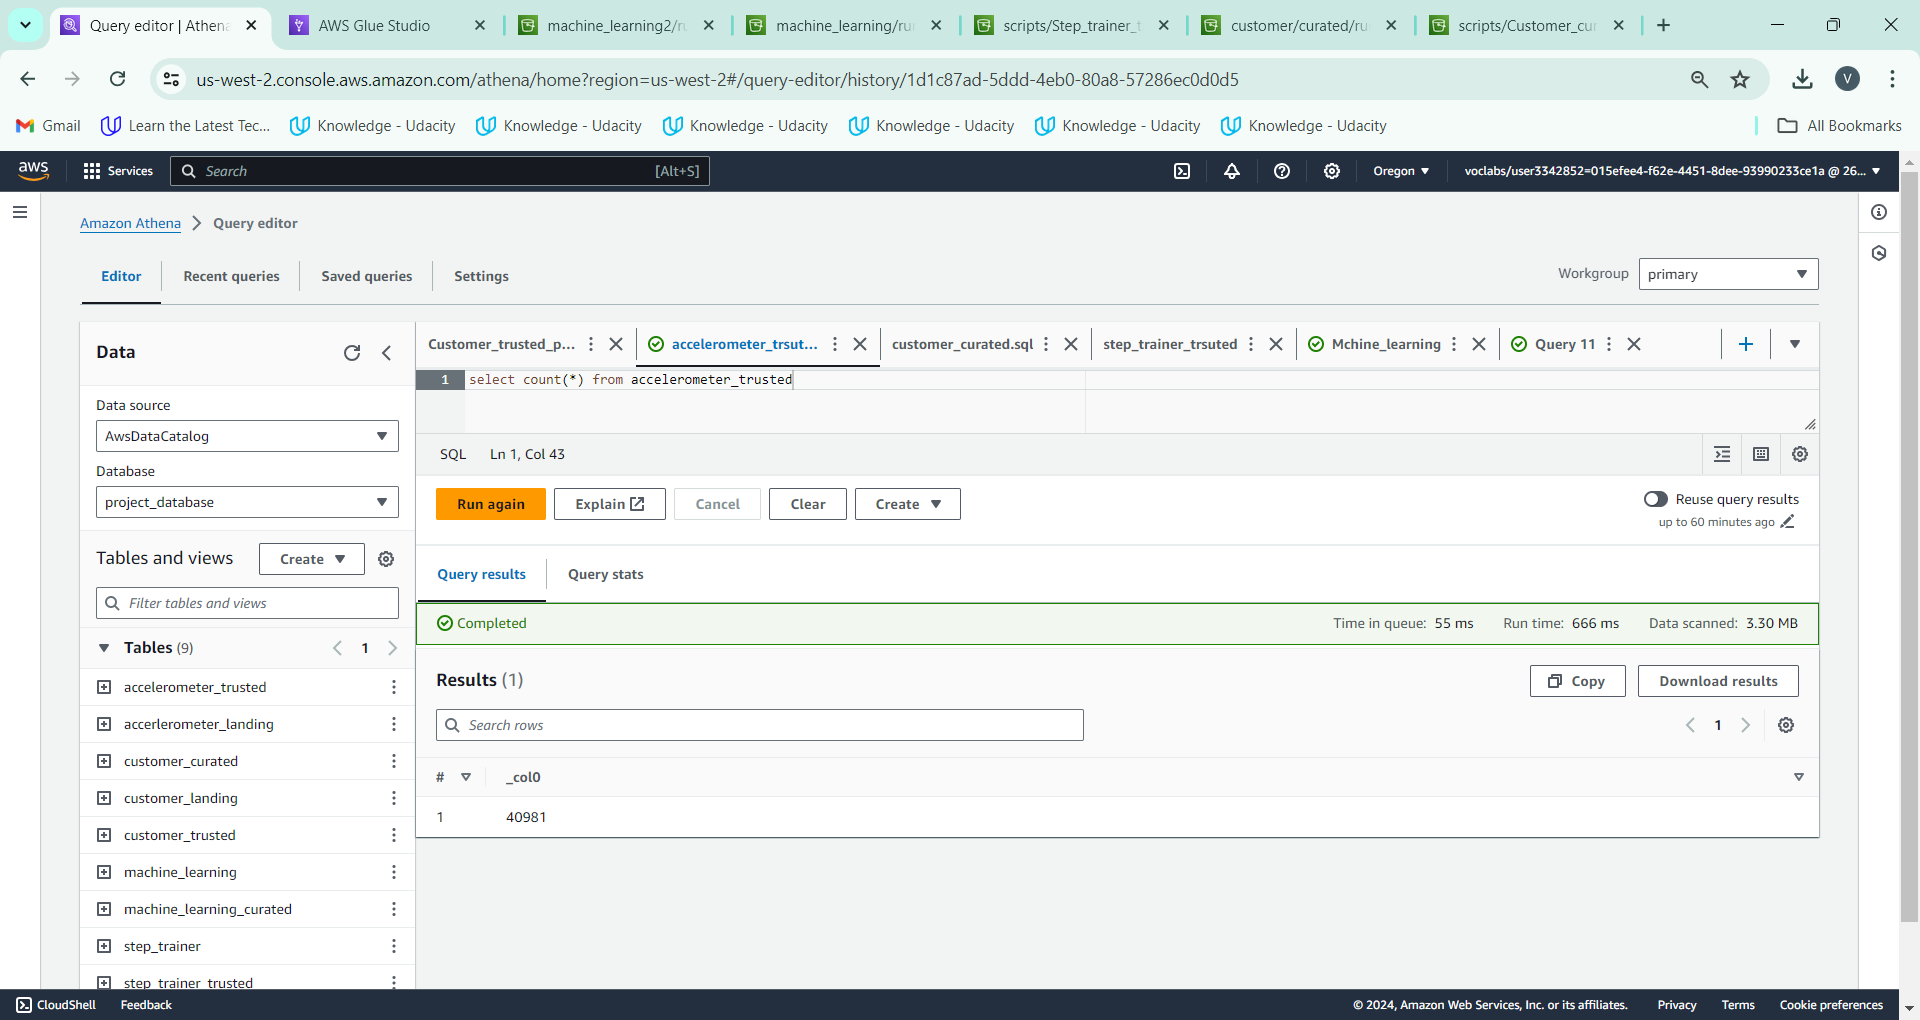 Query editor | Athena
AWS Glue Studio
machine_learning2/ru
machine_learning/run
scripts/Step_trainer_t
customer/curated/ru
scripts/Customer_cur
us-west-2.console.aws.amazon.com/athena/home?region=us-west-2#/query-editor/history/1d1c87ad-5ddd-4eb0-80a8-57286ec0d0d5
V
Gmail
Learn the Latest Tec...
Knowledge - Udacity
Knowledge - Udacity
Knowledge - Udacity
Knowledge - Udacity
Knowledge - Udacity
Knowledge - Udacity
All Bookmarks
aws
Services
Search
[Alt+S]
Oregon
voclabs/user3342852=015efee4-f62e-4451-8dee-93990233ce1a @ 26...
Amazon Athena
Query editor
Editor
Recent queries
Saved queries
Settings
Workgroup
primary
Data
Data source
AwsDataCatalog
Database
project_database
Tables and views
Create
Filter tables and views
Tables (9)
1
accelerometer_trusted
accerlerometer_landing
customer_curated
customer_landing
customer_trusted
machine_learning
machine_learning_curated
step_trainer
step_trainer_trusted
Customer_trusted_p...
accelerometer_trsut...
customer_curated.sql
step_trainer_trsuted
Mchine_learning
Query 11
1
select count(*) from accelerometer_trusted
SQL
Ln 1, Col 43
Run again
Explain
Cancel
Clear
Create
Reuse query results
up to 60 minutes ago
Query results
Query stats
Completed
Time in queue: 55 ms
Run time: 666 ms
Data scanned: 3.30 MB
Results (1)
Copy
Download results
Search rows
1
#
_col0
1
40981
CloudShell
Feedback
© 2024, Amazon Web Services, Inc. or its affiliates.
Privacy
Terms
Cookie preferences